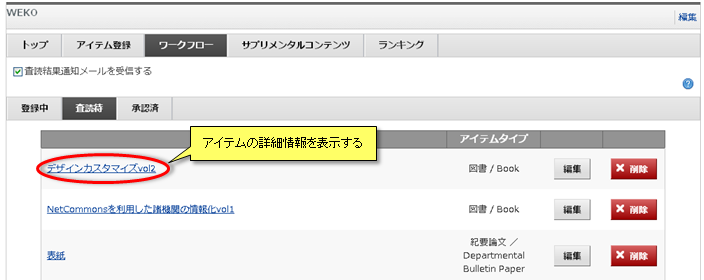 WEKO
編集
トップ アイテム登録 ワークフロー サプリメンタルコンテンツ ランキング
査読結果通知メールを受信する
?
登録中 査読待 承認済
アイテムの詳細情報を表示する
アイテムタイプ
デザインカスタマイズvol2 図書 / Book 編集 削除
NetCommonsを利用した諸機関の情報化vol1 図書 / Book 編集 削除
紀要論文 /
表紙 Departmental 編集 削除
Bulletin Paper